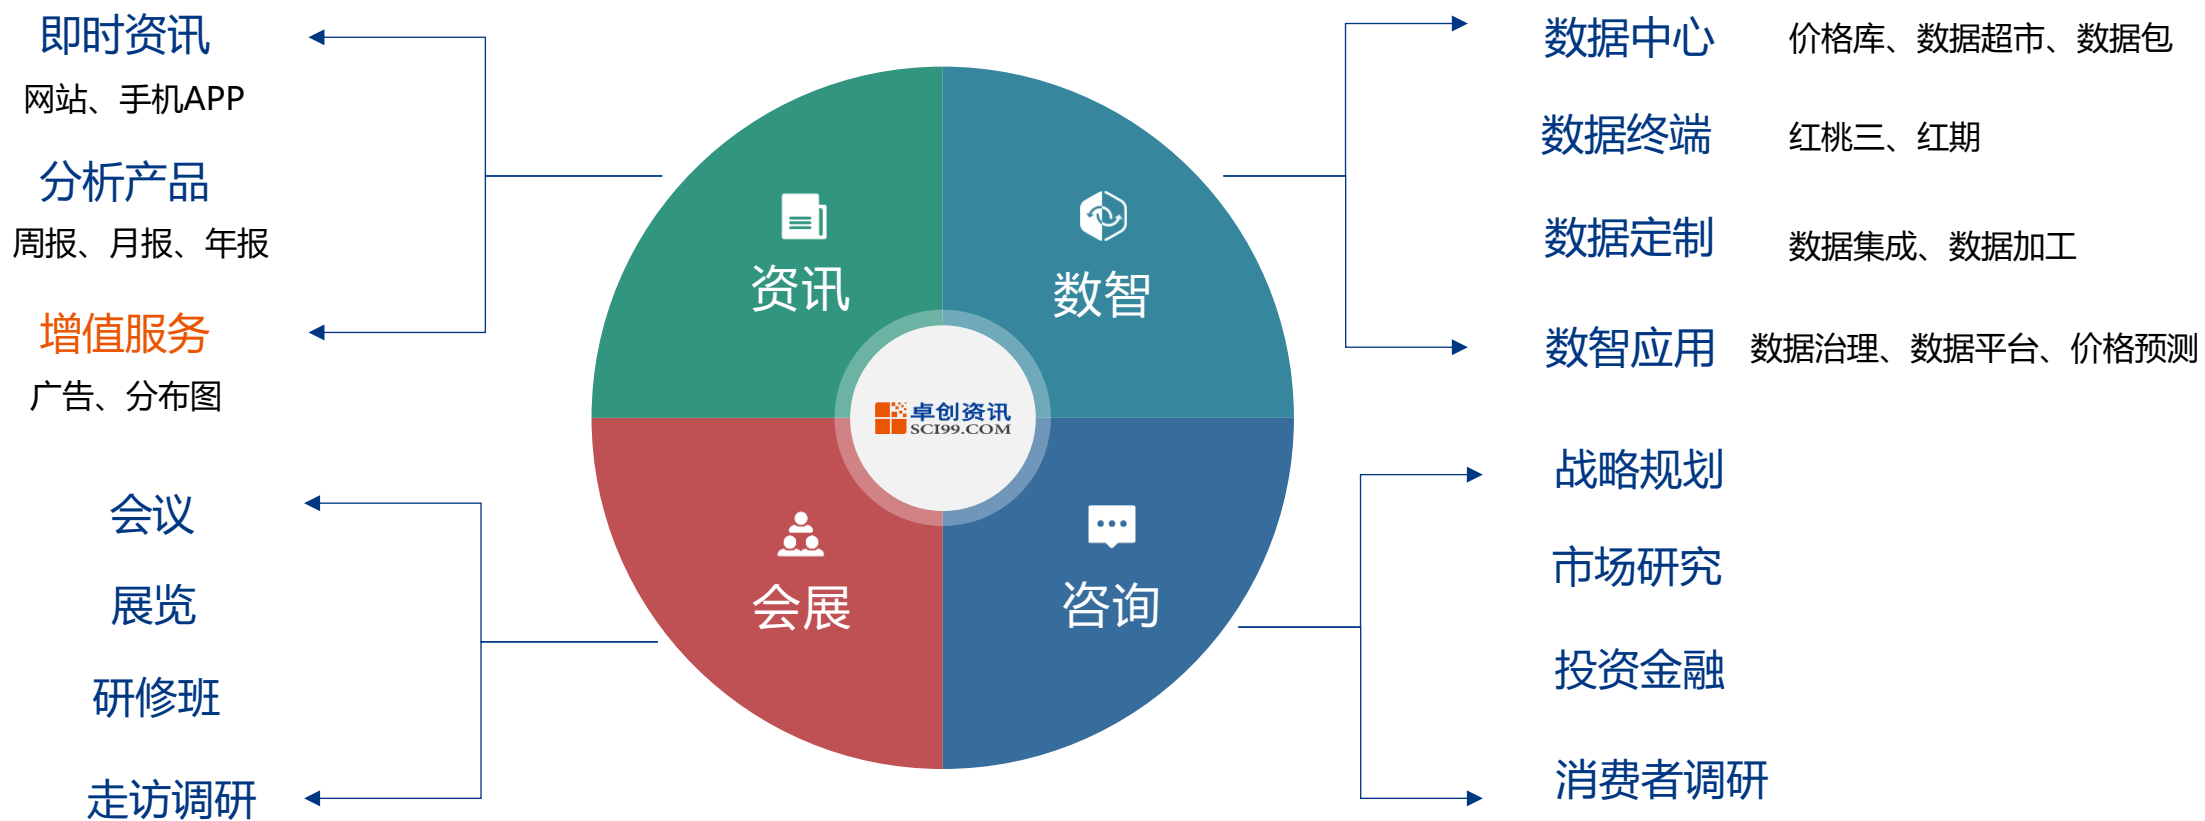 即时资讯
网站、手机APP
分析产品
周报、月报、年报
增值服务
广告、分布图
会议
展览
研修班
走访调研
资讯
数智
卓创资讯
SCI99.COM
会展
咨询
数据中心 价格库、数据超市、数据包
数据终端 红桃三、红期
数据定制 数据集成、数据加工
数智应用 数据治理、数据平台、价格预测
战略规划
市场研究
投资金融
消费者调研